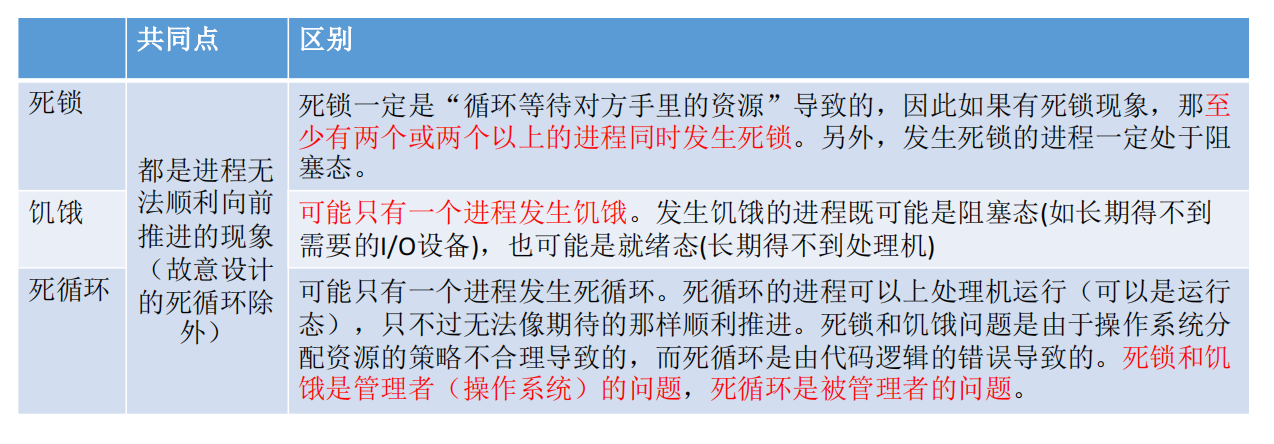 共同点
区别
死锁
都是进程无
法顺利向前
推进的现象
（故意设计
的死循环除
外）
死锁一定是“循环等待对方手里的资源”导致的，因此如果有死锁现象，那至
少有两个或两个以上的进程同时发生死锁。另外，发生死锁的进程一定处于阻
塞态。
饥饿
可能只有一个进程发生饥饿。发生饥饿的进程既可能是阻塞态(如长期得不到
需要的I/O设备)，也可能是就绪态(长期得不到处理机)
死循环
可能只有一个进程发生死循环。死循环的进程可以上处理机运行（可以是运行
态），只不过无法像期待的那样顺利推进。死锁和饥饿问题是由于操作系统分
配资源的策略不合理导致的，而死循环是由代码逻辑的错误导致的。死锁和饥
饿是管理者（操作系统）的问题，死循环是被管理者的问题。